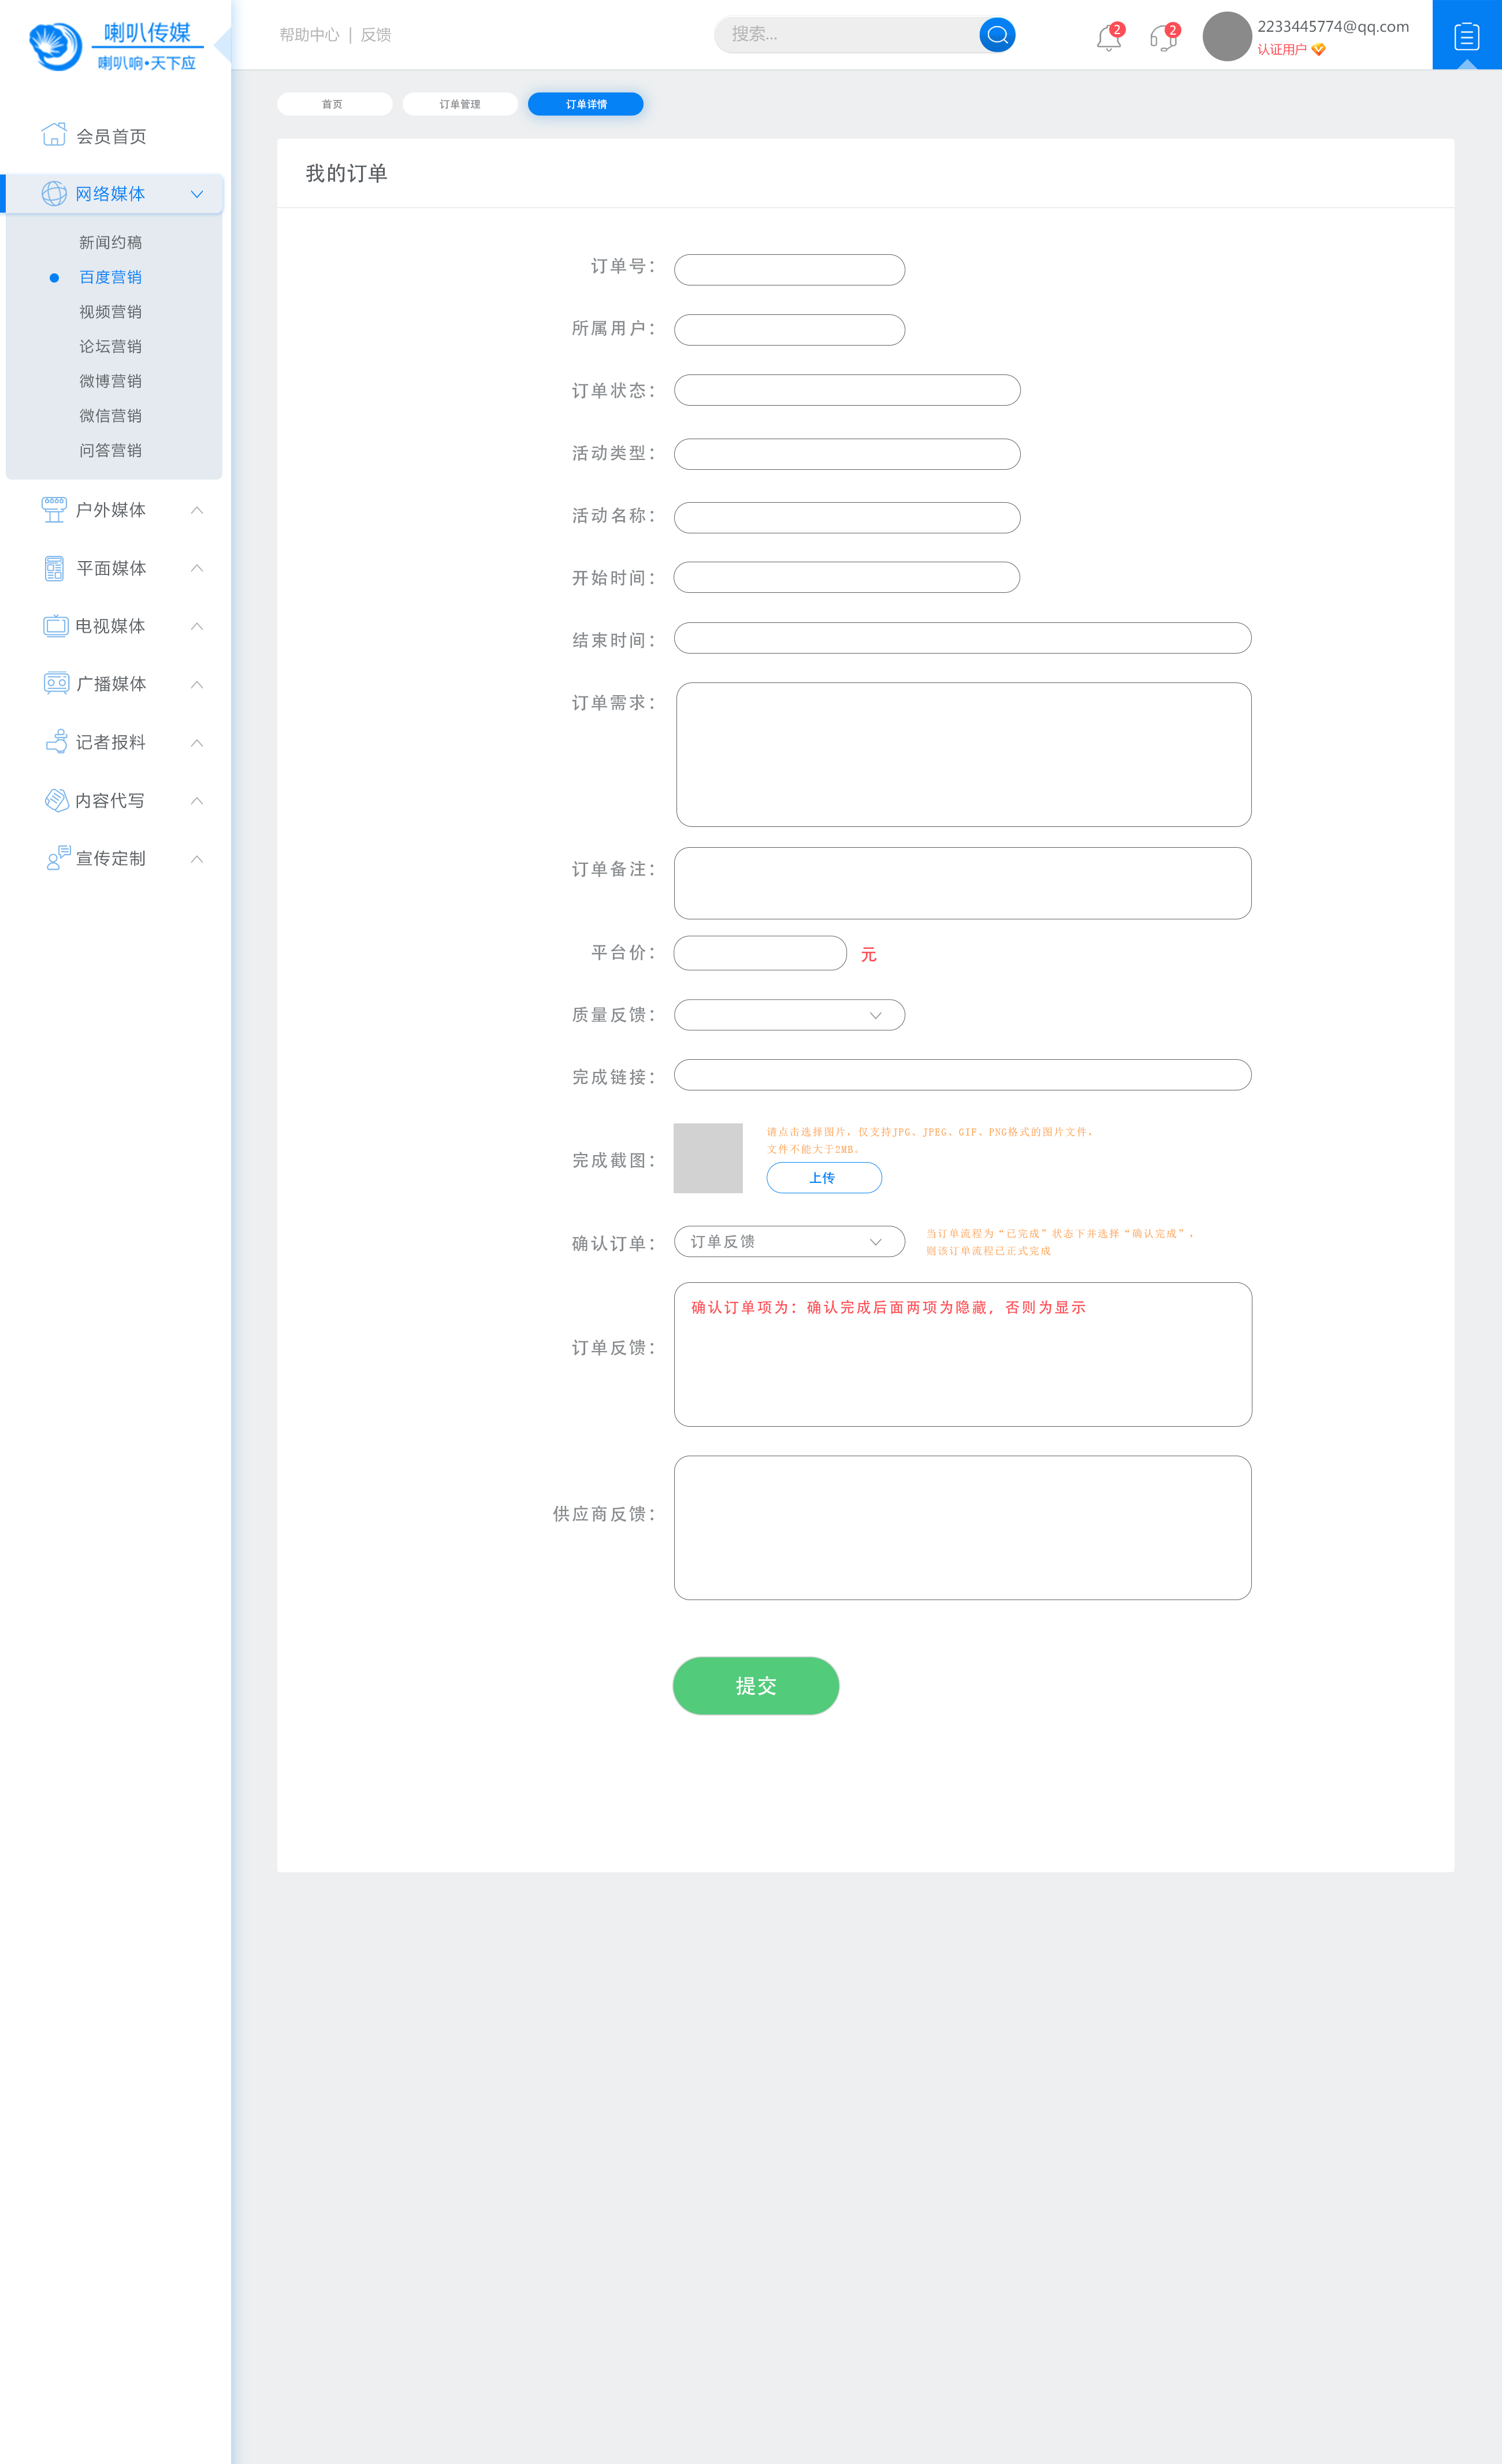 喇叭传媒
喇叭响•天下应
帮助中心 | 反馈
搜索...
2
2
2233445774@qq.com
认证用户
首页
订单管理
订单详情
会员首页
网络媒体
新闻约稿
百度营销
视频营销
论坛营销
微博营销
微信营销
问答营销
户外媒体
平面媒体
电视媒体
广播媒体
记者报料
内容代写
宣传定制
我的订单
订单号：
所属用户：
订单状态：
活动类型：
活动名称：
开始时间：
结束时间：
订单需求：
订单备注：
平台价：
元
质量反馈：
完成链接：
完成截图：
请点击选择图片，仅支持JPG、JPEG、GIF、PNG格式的图片文件，
文件不能大于2MB。
上传
确认订单：
订单反馈
当订单流程为“已完成”状态下并选择“确认完成”，
则该订单流程已正式完成
订单反馈：
确认订单项为：确认完成后面两项为隐藏，否则为显示
供应商反馈：
提交